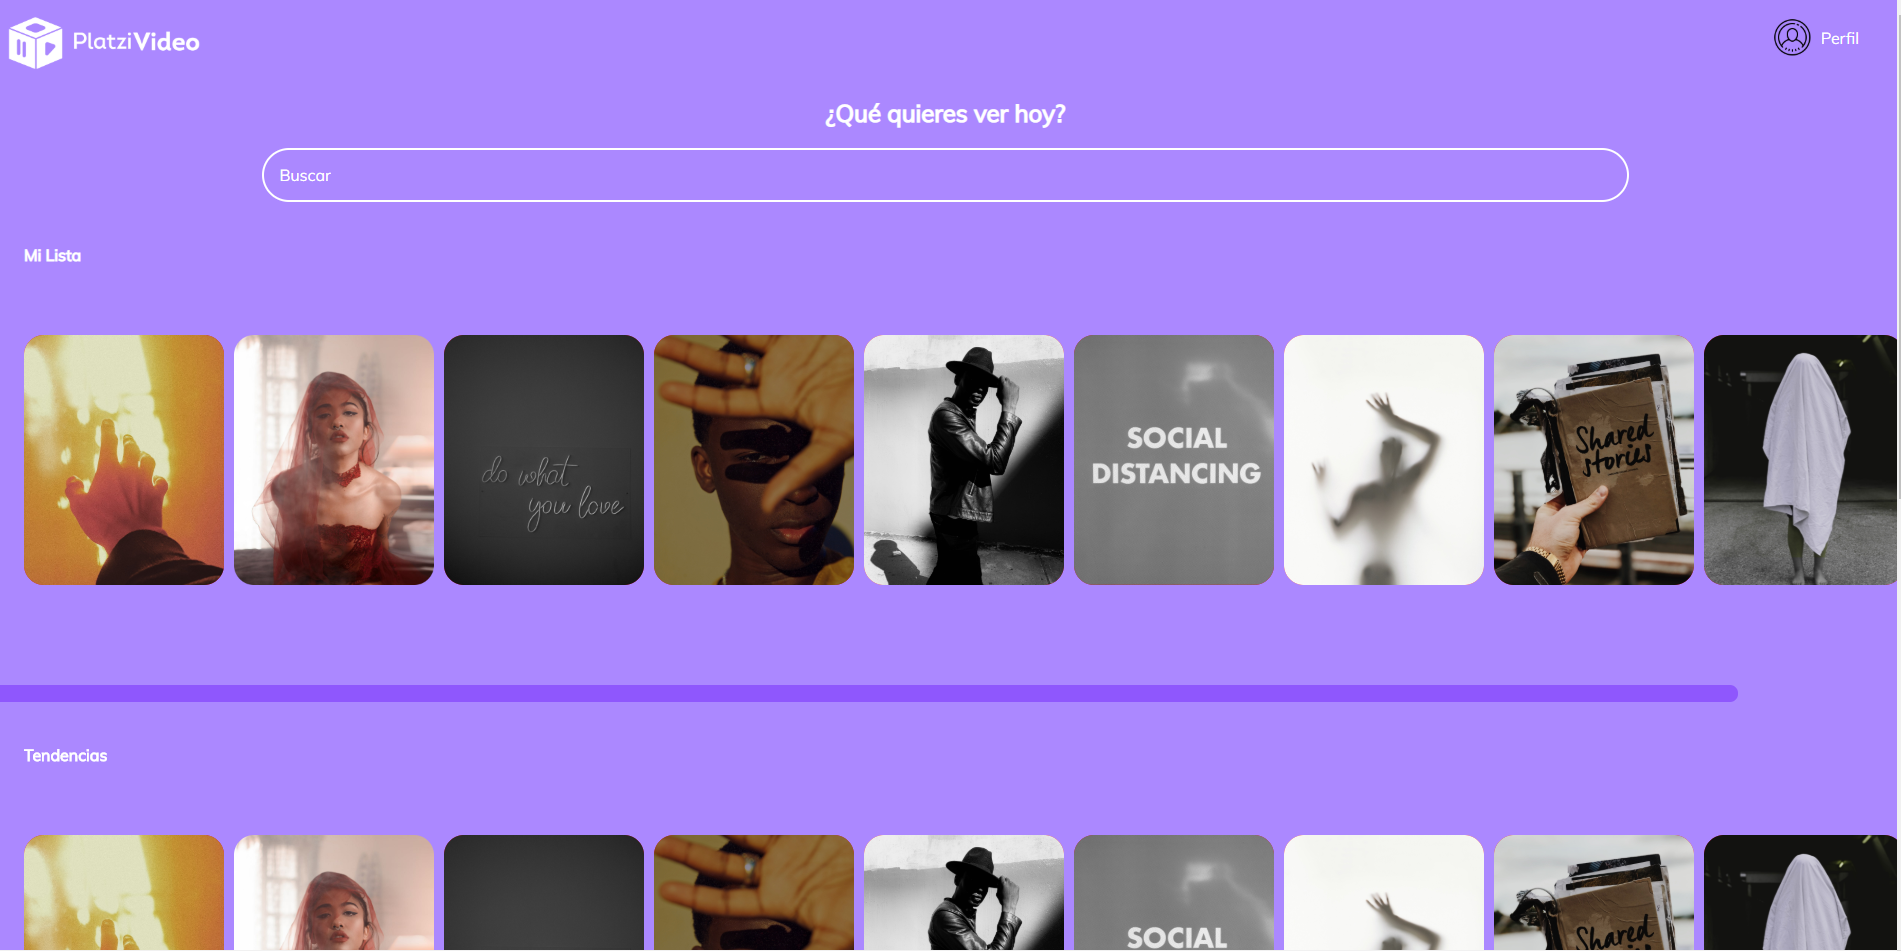 PlatziVideo
Perfil
¿Qué quieres ver hoy?
Buscar
Mi Lista
do what
you love
SOCIAL
DISTANCING
Shared
stories
Tendencias
SOCIAL
Shared